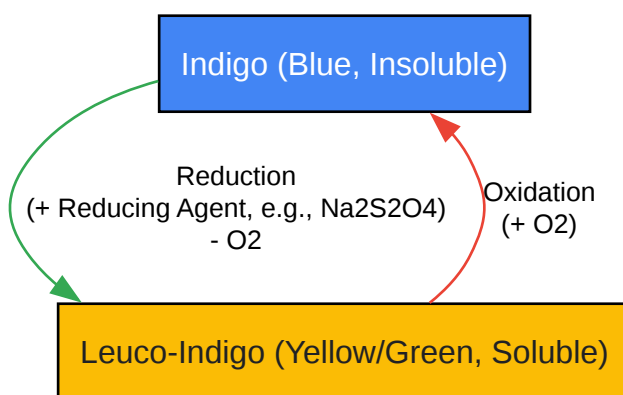 Indigo (Blue, Insoluble)
Reduction
(+ Reducing Agent, e.g., Na2S2O4)
- O2
Oxidation
(+ O2)
Leuco-Indigo (Yellow/Green, Soluble)